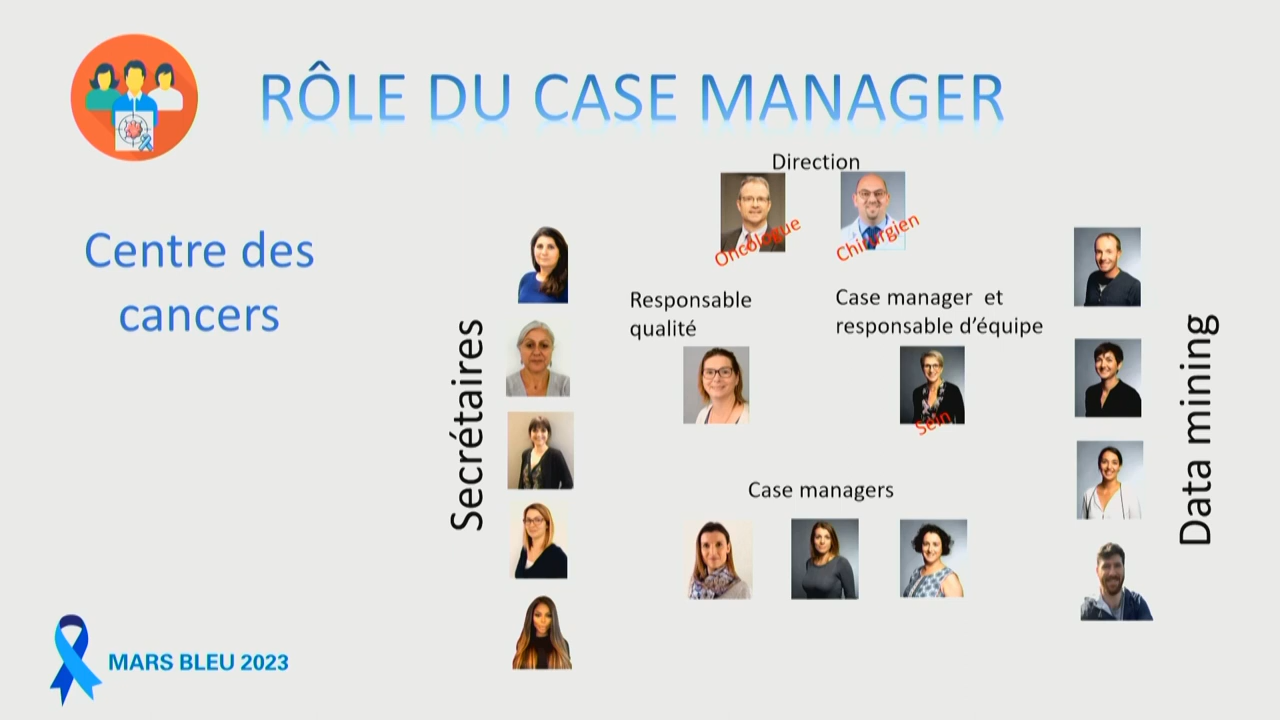 RÔLE DU CASE MANAGER
Centre des
cancers
Direction
Oncologue
Chirurgien
Responsable
qualité
Case manager et
responsable d'équipe
Sein
Case managers
Secrétaires
Data mining
MARS BLEU 2023